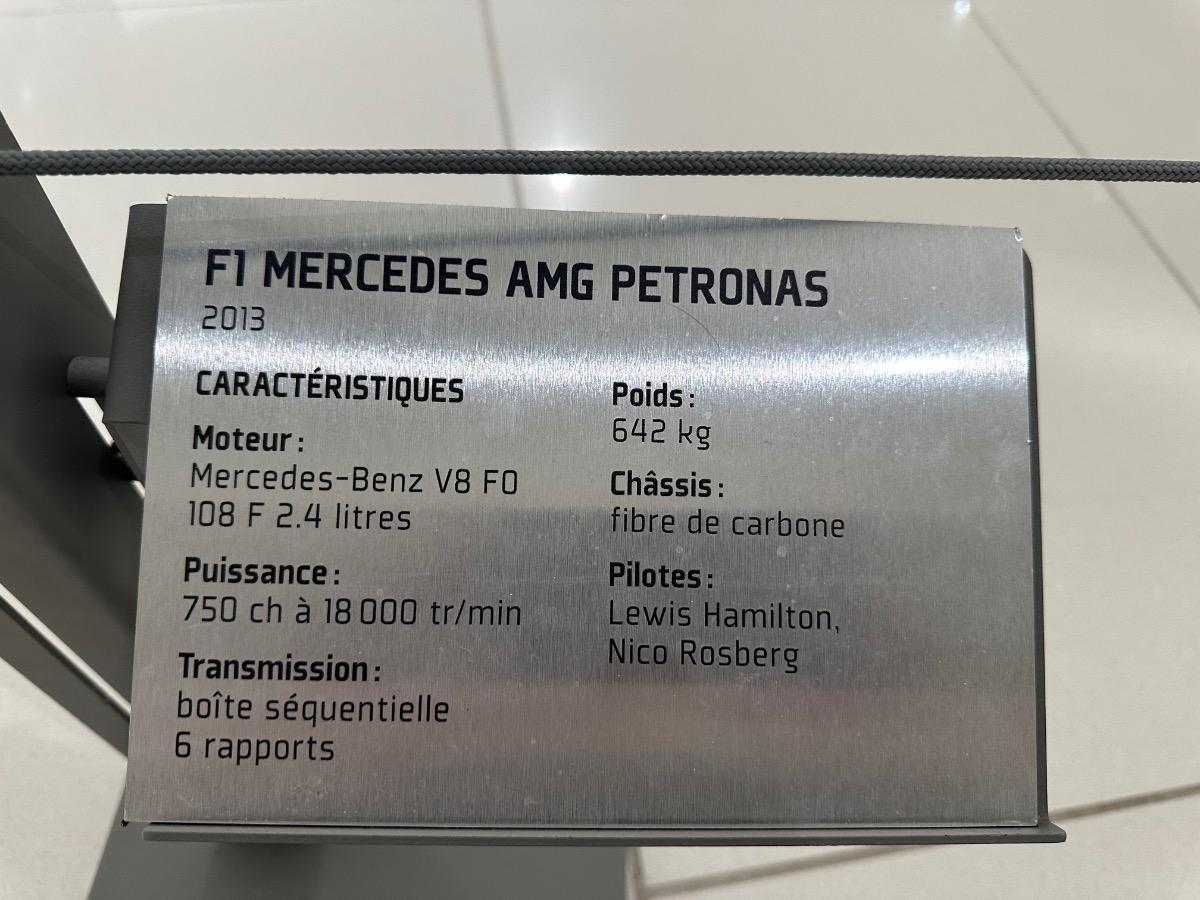 F1 MERCEDES AMG PETRONAS
2013
CARACTÉRISTIQUES
Moteur :
Mercedes-Benz V8 FO
108 F 2.4 litres
Puissance :
750 ch à 18 000 tr/min
Transmission :
boîte séquentielle
6 rapports
Poids :
642 kg
Châssis :
fibre de carbone
Pilotes :
Lewis Hamilton,
Nico Rosberg